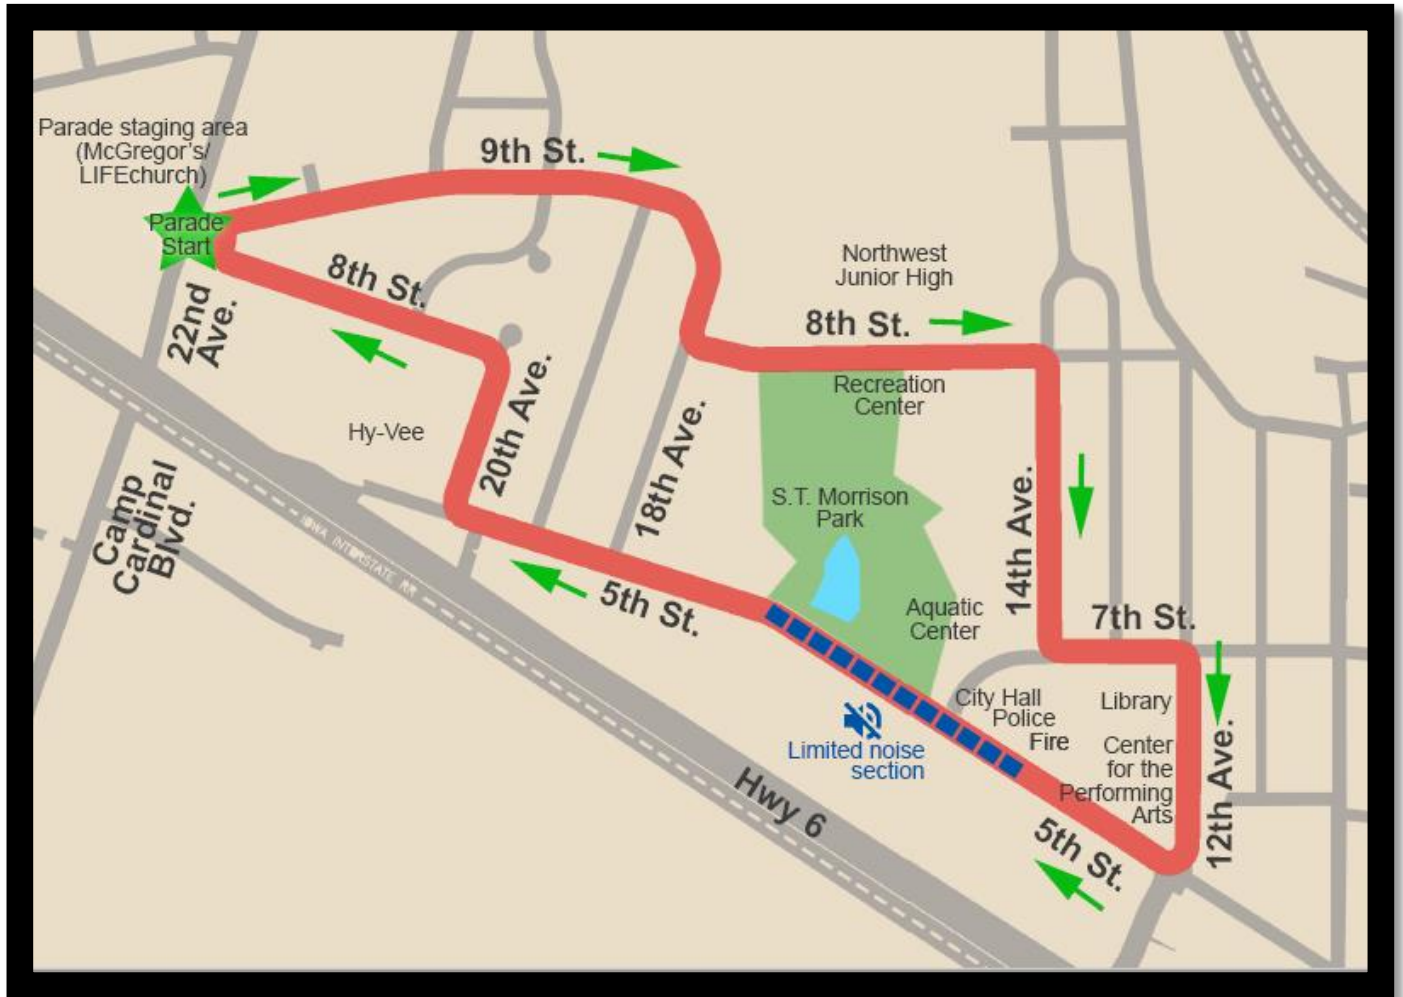 Parade staging area
(McGregor's/
LIFEchurch)
Parade
Start
9th St.
8th St.
22nd
Ave.
Northwest
Junior High
8th St.
Recreation
Center
Hy-Vee
20th Ave.
18th Ave.
S.T. Morrison
Park
14th Ave.
Camp
Cardinal
Blvd.
IOWA INTERSTATE RR
5th St.
Aquatic
Center
7th St.
City Hall
Police
Fire
Library
Center
for the
Performing
Arts
12th Ave.
Limited noise
section
Hwy 6
5th St.